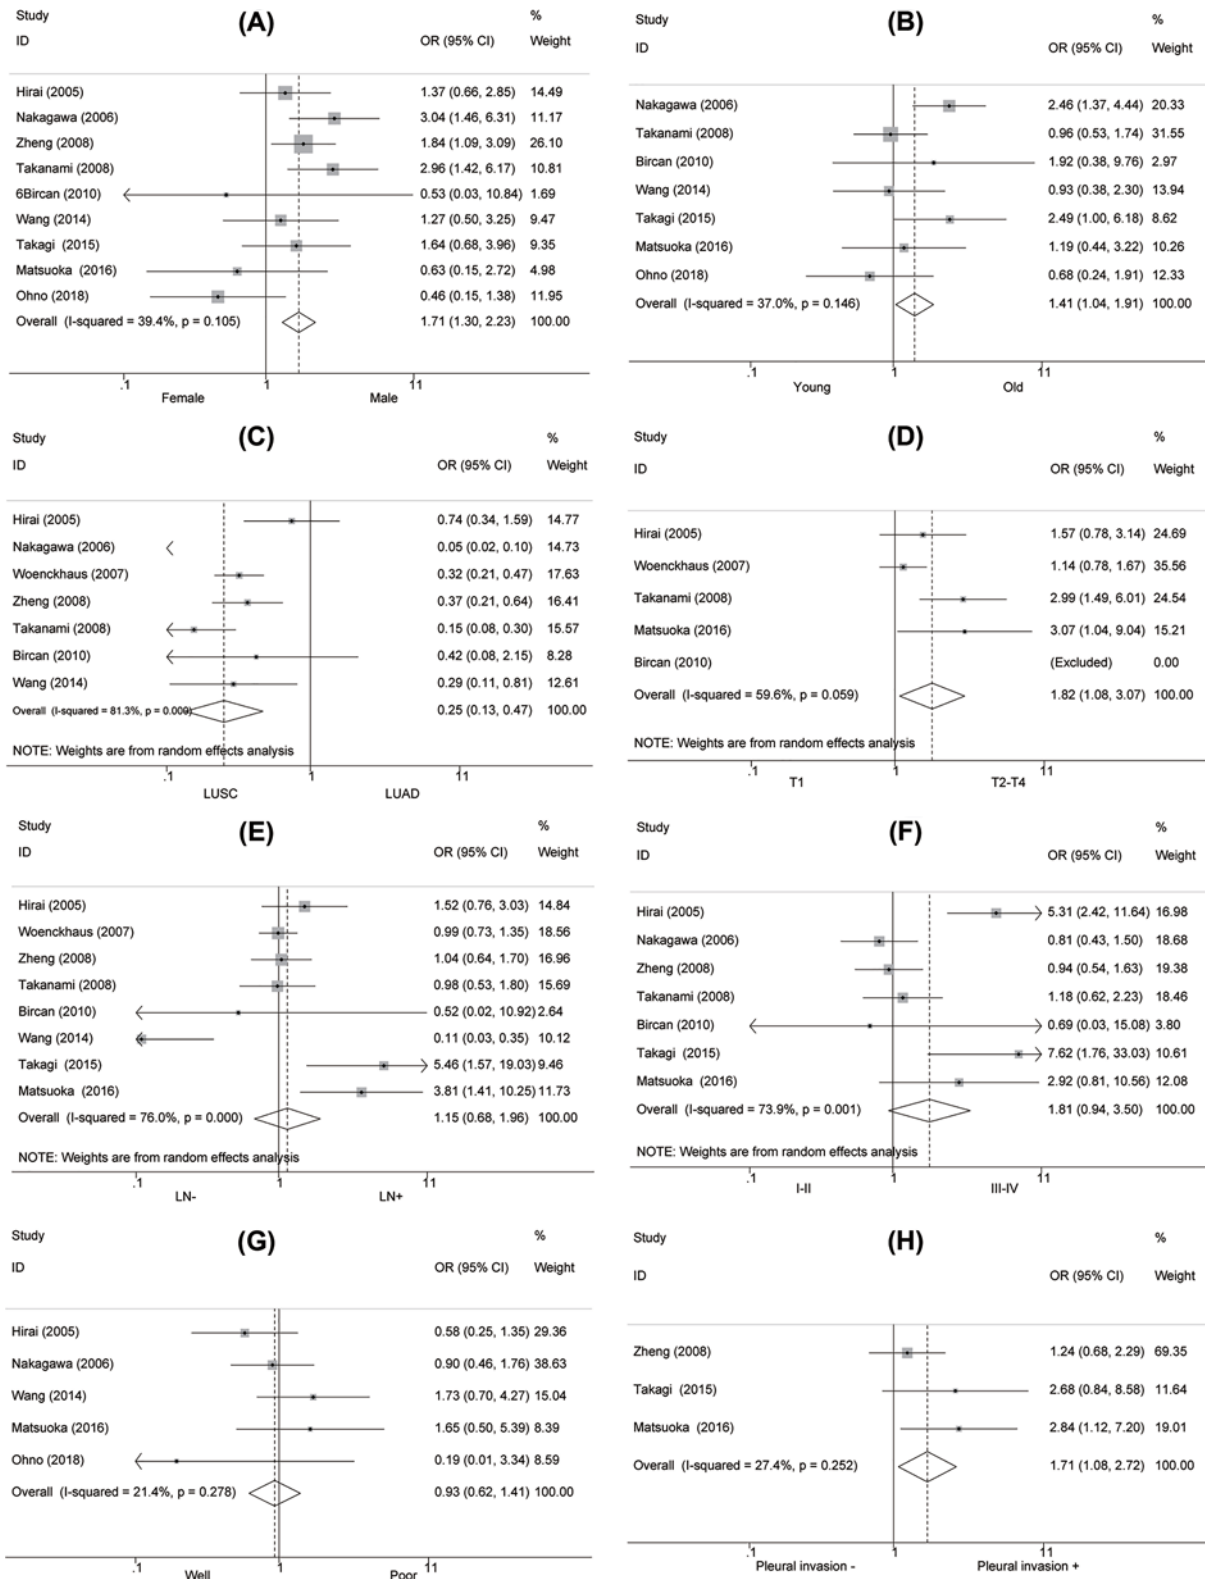 (A)
Study %
ID OR (95% CI) Weight
Hirai (2005) 1.37 (0.66, 2.85) 14.49
Nakagawa (2006) 3.04 (1.46, 6.31) 11.17
Zheng (2008) 1.84 (1.09, 3.09) 26.10
Takanami (2008) 2.96 (1.42, 6.17) 10.81
6Bircan (2010) 0.53 (0.03, 10.84) 1.69
Wang (2014) 1.27 (0.50, 3.25) 9.47
Takagi (2015) 1.64 (0.68, 3.96) 9.35
Matsuoka (2016) 0.63 (0.15, 2.72) 4.98
Ohno (2018) 0.46 (0.15, 1.38) 11.95
Overall (I-squared = 39.4%, p = 0.105) 1.71 (1.30, 2.23) 100.00
.1 1 11
Female Male
(B)
Study %
ID OR (95% CI) Weight
Nakagawa (2006) 2.46 (1.37, 4.44) 20.33
Takanami (2008) 0.96 (0.53, 1.74) 31.55
Bircan (2010) 1.92 (0.38, 9.76) 2.97
Wang (2014) 0.93 (0.38, 2.30) 13.94
Takagi (2015) 2.49 (1.00, 6.18) 8.62
Matsuoka (2016) 1.19 (0.44, 3.22) 10.26
Ohno (2018) 0.68 (0.24, 1.91) 12.33
Overall (I-squared = 37.0%, p = 0.146) 1.41 (1.04, 1.91) 100.00
.1 1 11
Young Old
(C)
Study %
ID OR (95% CI) Weight
Hirai (2005) 0.74 (0.34, 1.59) 14.77
Nakagawa (2006) 0.05 (0.02, 0.10) 14.73
Woenckhaus (2007) 0.32 (0.21, 0.47) 17.63
Zheng (2008) 0.37 (0.21, 0.64) 16.41
Takanami (2008) 0.15 (0.08, 0.30) 15.57
Bircan (2010) 0.42 (0.08, 2.15) 8.28
Wang (2014) 0.29 (0.11, 0.81) 12.61
Overall (I-squared = 81.3%, p = 0.000) 0.25 (0.13, 0.47) 100.00
NOTE: Weights are from random effects analysis
.1 1 11
LUSC LUAD
(D)
Study %
ID OR (95% CI) Weight
Hirai (2005) 1.57 (0.78, 3.14) 24.69
Woenckhaus (2007) 1.14 (0.78, 1.67) 35.56
Takanami (2008) 2.99 (1.49, 6.01) 24.54
Matsuoka (2016) 3.07 (1.04, 9.04) 15.21
Bircan (2010) (Excluded) 0.00
Overall (I-squared = 59.6%, p = 0.059) 1.82 (1.08, 3.07) 100.00
NOTE: Weights are from random effects analysis
.1 1 11
T1 T2-T4
(E)
Study %
ID OR (95% CI) Weight
Hirai (2005) 1.52 (0.76, 3.03) 14.84
Woenckhaus (2007) 0.99 (0.73, 1.35) 18.56
Zheng (2008) 1.04 (0.64, 1.70) 16.96
Takanami (2008) 0.98 (0.53, 1.80) 15.69
Bircan (2010) 0.52 (0.02, 10.92) 2.64
Wang (2014) 0.11 (0.03, 0.35) 10.12
Takagi (2015) 5.46 (1.57, 19.03) 9.46
Matsuoka (2016) 3.81 (1.41, 10.25) 11.73
Overall (I-squared = 76.0%, p = 0.000) 1.15 (0.68, 1.96) 100.00
NOTE: Weights are from random effects analysis
.1 1 11
LN- LN+
(F)
Study %
ID OR (95% CI) Weight
Hirai (2005) 5.31 (2.42, 11.64) 16.98
Nakagawa (2006) 0.81 (0.43, 1.50) 18.68
Zheng (2008) 0.94 (0.54, 1.63) 19.38
Takanami (2008) 1.18 (0.62, 2.23) 18.46
Bircan (2010) 0.69 (0.03, 15.08) 3.80
Takagi (2015) 7.62 (1.76, 33.03) 10.61
Matsuoka (2016) 2.92 (0.81, 10.56) 12.08
Overall (I-squared = 73.9%, p = 0.001) 1.81 (0.94, 3.50) 100.00
NOTE: Weights are from random effects analysis
.1 1 11
I-II III-IV
(G)
Study %
ID OR (95% CI) Weight
Hirai (2005) 0.58 (0.25, 1.35) 29.36
Nakagawa (2006) 0.90 (0.46, 1.76) 38.63
Wang (2014) 1.73 (0.70, 4.27) 15.04
Matsuoka (2016) 1.65 (0.50, 5.39) 8.39
Ohno (2018) 0.19 (0.01, 3.34) 8.59
Overall (I-squared = 21.4%, p = 0.278) 0.93 (0.62, 1.41) 100.00
.1 1 11
Well Poor
(H)
Study %
ID OR (95% CI) Weight
Zheng (2008) 1.24 (0.68, 2.29) 69.35
Takagi (2015) 2.68 (0.84, 8.58) 11.64
Matsuoka (2016) 2.84 (1.12, 7.20) 19.01
Overall (I-squared = 27.4%, p = 0.252) 1.71 (1.08, 2.72) 100.00
.1 1 11
Pleural invasion - Pleural invasion +